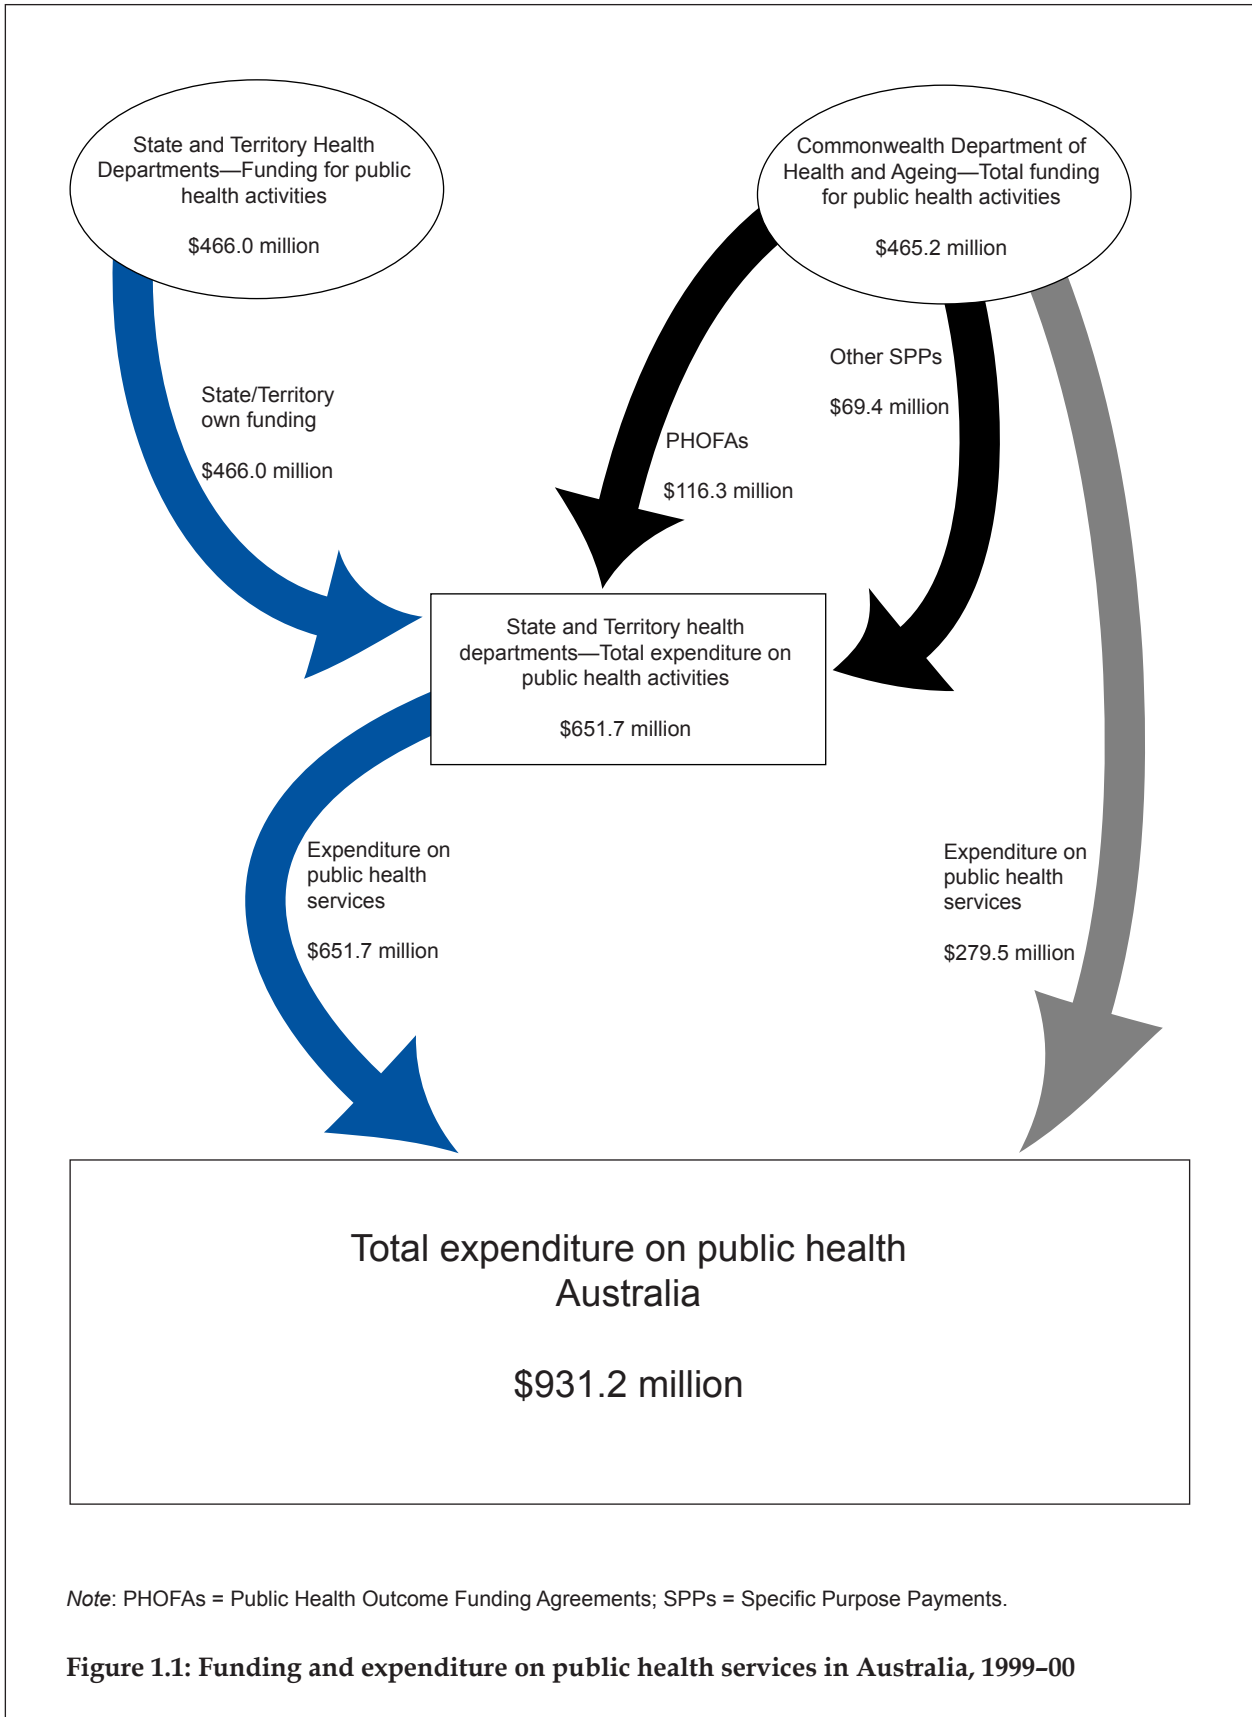 State and Territory Health
Departments—Funding for public
health activities
$466.0 million
Commonwealth Department of
Health and Ageing—Total funding
for public health activities
$465.2 million
Other SPPs
$69.4 million
State/Territory
own funding
$466.0 million
PHOFAs
$116.3 million
State and Territory health
departments—Total expenditure on
public health activities
$651.7 million
Expenditure on
public health
services
$651.7 million
Expenditure on
public health
services
$279.5 million
Total expenditure on public health
Australia
$931.2 million
Note: PHOFAs = Public Health Outcome Funding Agreements; SPPs = Specific Purpose Payments.
Figure 1.1: Funding and expenditure on public health services in Australia, 1999–00